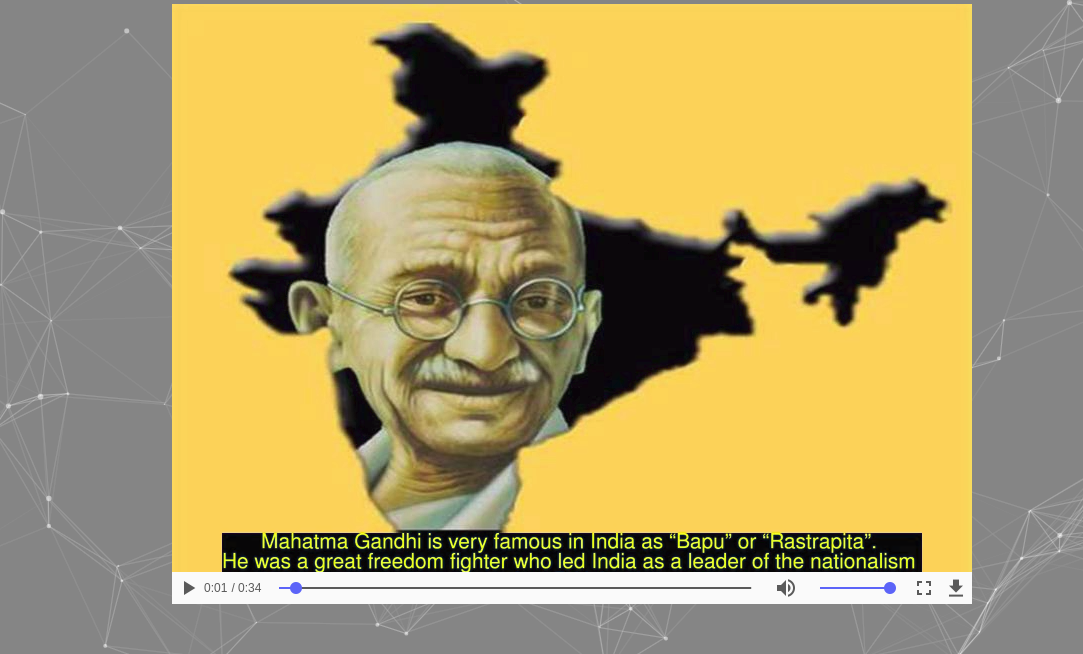 Mahatma Gandhi is very famous in India as “Bapu” or “Rastrapita”.
He was a great freedom fighter who led India as a leader of the nationalism
0:01 / 0:34